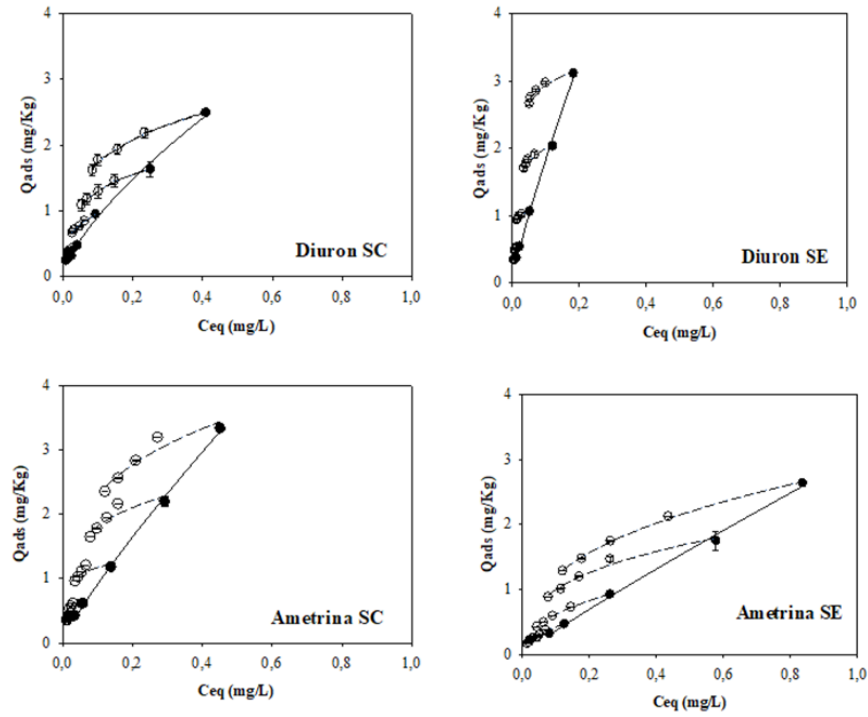 4
3
2
1
0
Qads (mg/Kg)
0,0 0,2 0,4 0,6 0,8 1,0
Ceq (mg/L)
Diuron SC
4
3
2
1
0
Qads (mg/Kg)
0,0 0,2 0,4 0,6 0,8 1,0
Ceq (mg/L)
Diuron SE
4
3
2
1
0
Qads (mg/Kg)
0,0 0,2 0,4 0,6 0,8 1,0
Ceq (mg/L)
Ametrina SC
4
3
2
1
0
Qads (mg/Kg)
0,0 0,2 0,4 0,6 0,8 1,0
Ceq (mg/L)
Ametrina SE